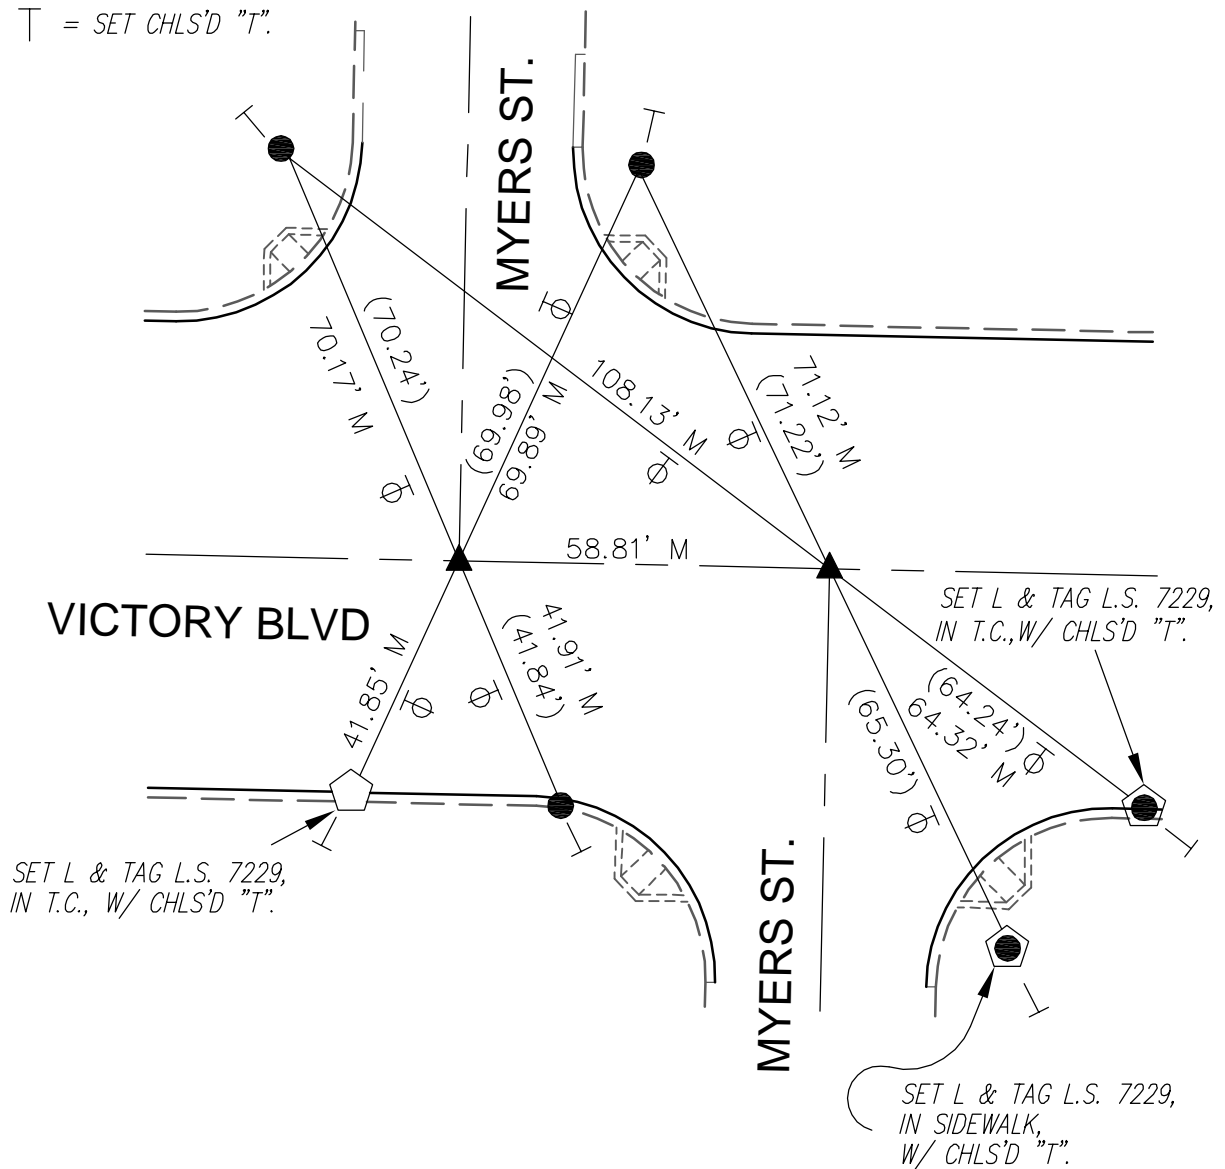 = SET CHLS'D "T".
MYERS ST.
(70.24')
70.17' M
(69.98')
69.89' M
108.13' M
71.12' M
(71.22')
58.81' M
VICTORY BLVD
SET L & TAG L.S. 7229,
IN T.C.,W/ CHLS'D "T".
41.85' M
41.91' M
(41.84')
(65.30')
(64.24')
64.32' M
SET L & TAG L.S. 7229,
IN T.C., W/ CHLS'D "T".
MYERS ST.
SET L & TAG L.S. 7229,
IN SIDEWALK,
W/ CHLS'D "T".